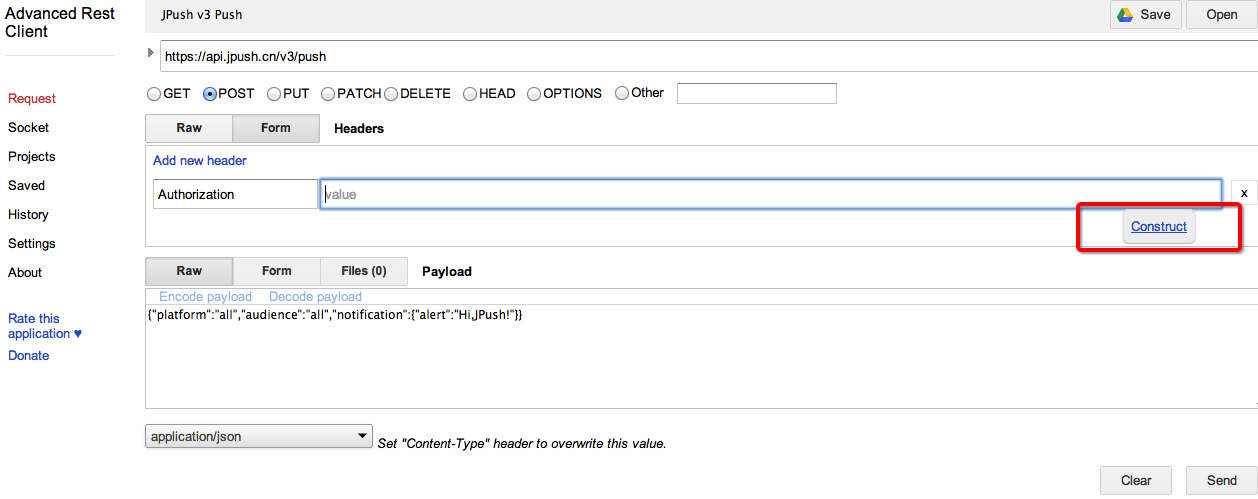 Advanced Rest
Client
JPush v3 Push
Save
Open
https://api.jpush.cn/v3/push
Request
Socket
Projects
Saved
History
Settings
About
Rate this
application ♥
Donate
GET POST PUT PATCH DELETE HEAD OPTIONS Other
Raw Form Headers
Add new header
Authorization value x
Construct
Raw Form Files (0) Payload
Encode payload Decode payload
{"platform":"all","audience":"all","notification":{"alert":"Hi,JPush!"}}
application/json Set "Content-Type" header to overwrite this value.
Clear Send